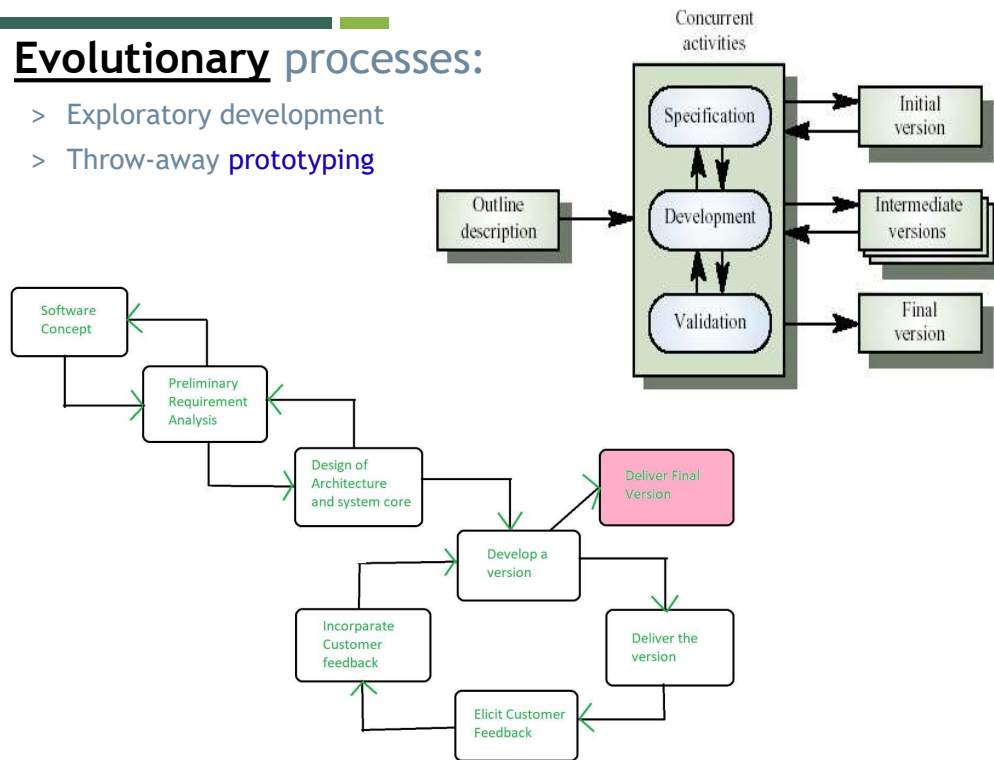 Evolutionary processes:
> Exploratory development
> Throw-away prototyping
Concurrent
activities
Specification
Initial
version
Outline
description
Development
Intermediate
versions
Validation
Final
version
Software
Concept
Preliminary
Requirement
Analysis
Design of
Architecture
and system core
Deliver Final
Version
Develop a
version
Incorparate
Customer
feedback
Deliver the
version
Elicit Customer
Feedback